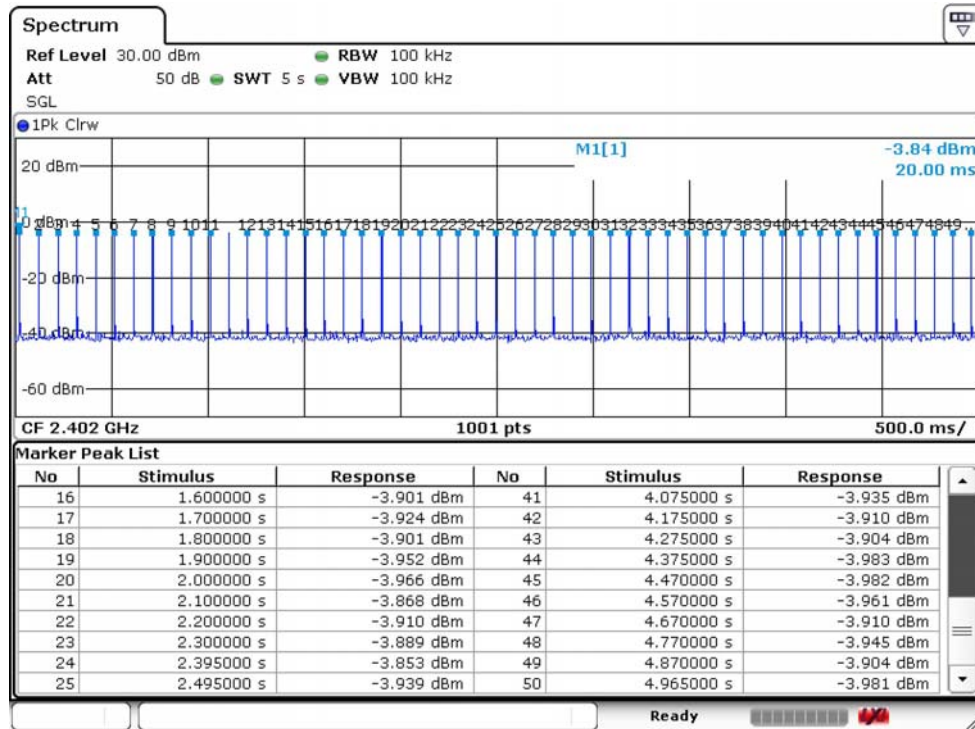 Spectrum
Ref Level 30.00 dBm RBW 100 kHz
Att 50 dB SWT 5 s VBW 100 kHz
SGL
1Pk Clrw
M1[1] -3.84 dBm
20.00 ms
20 dBm
0 dBm
-20 dBm
-40 dBm
-60 dBm
CF 2.402 GHz 1001 pts 500.0 ms/
Marker Peak List
No Stimulus Response No Stimulus Response
16 1.600000 s -3.901 dBm 41 4.075000 s -3.935 dBm
17 1.700000 s -3.924 dBm 42 4.175000 s -3.910 dBm
18 1.800000 s -3.901 dBm 43 4.275000 s -3.904 dBm
19 1.900000 s -3.952 dBm 44 4.375000 s -3.983 dBm
20 2.000000 s -3.966 dBm 45 4.470000 s -3.982 dBm
21 2.100000 s -3.868 dBm 46 4.570000 s -3.961 dBm
22 2.200000 s -3.910 dBm 47 4.670000 s -3.910 dBm
23 2.300000 s -3.889 dBm 48 4.770000 s -3.945 dBm
24 2.395000 s -3.853 dBm 49 4.870000 s -3.904 dBm
25 2.495000 s -3.939 dBm 50 4.965000 s -3.981 dBm
Ready LXI